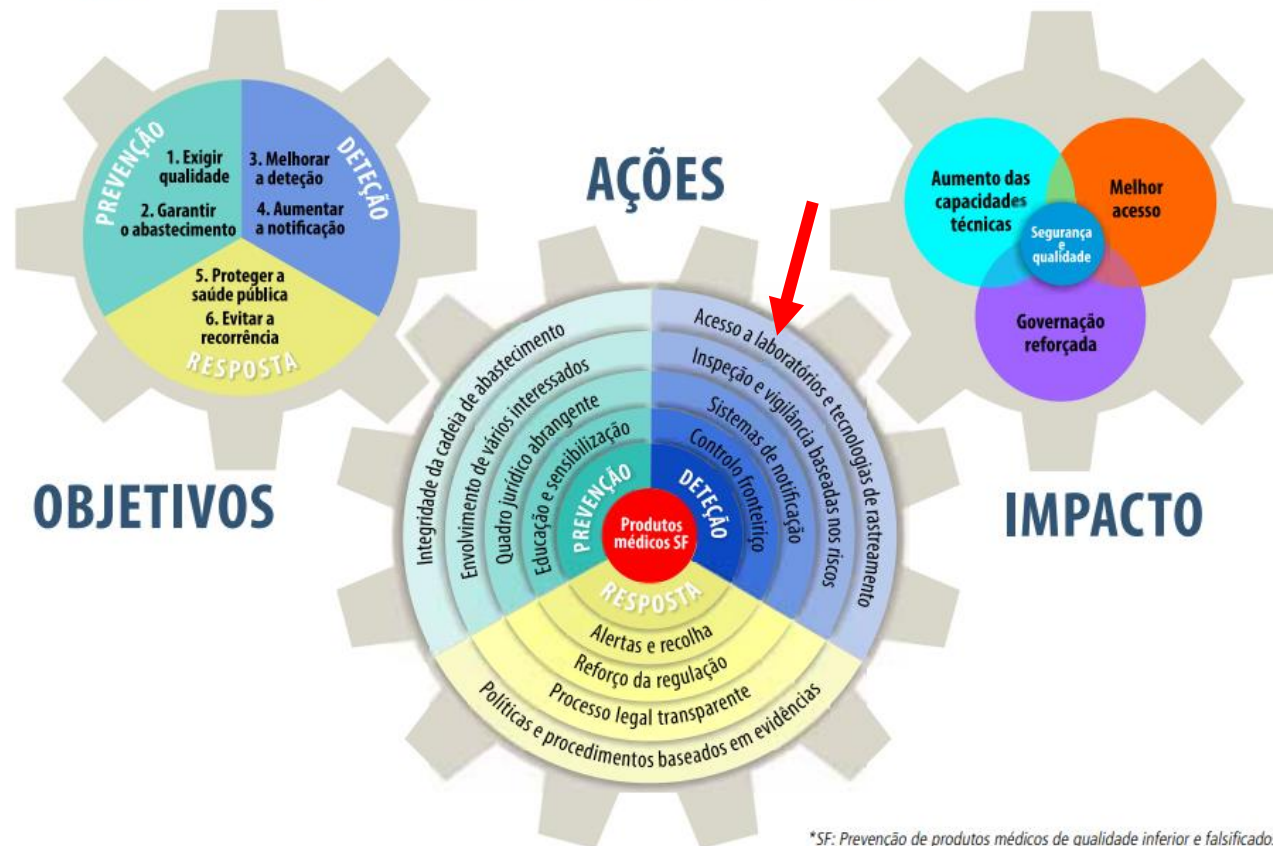 PREVENÇÃO
1. Exigir
qualidade
2. Garantir
o abastecimento
DETEÇÃO
3. Melhorar
a deteção
4. Aumentar
a notificação
5. Proteger a
saúde pública
6. Evitar a
recorrência
RESPOSTA
OBJETIVOS
AÇÕES
Integridade da cadeia de abastecimento
Envolvimento de vários interessados
Quadro jurídico abrangente
Educação e sensibilização
PREVENÇÃO
Acesso a laboratórios e tecnologias de rastreamento
Inspeção e vigilância baseadas nos riscos
Sistemas de notificação
Controlo fronteiriço
DETEÇÃO
Produtos
médicos SF
RESPOSTA
Alertas e recolha
Reforço da regulação
Processo legal transparente
Políticas e procedimentos baseados em evidências
Aumento das
capacidades
técnicas
Melhor
acesso
Segurança
e
qualidade
Governação
reforçada
IMPACTO
*SF: Prevenção de produtos médicos de qualidade inferior e falsificado